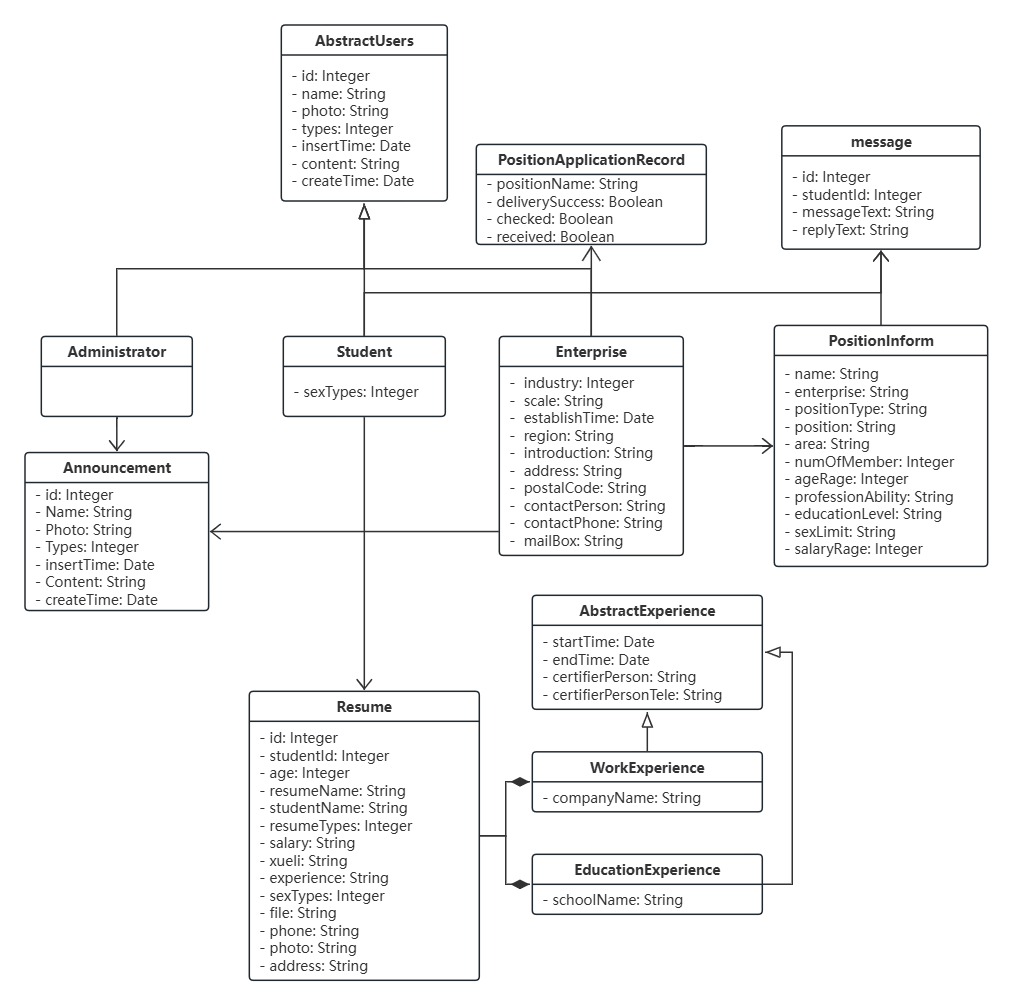 AbstractUsers
- id: Integer
- name: String
- photo: String
- types: Integer
- insertTime: Date
- content: String
- createTime: Date
PositionApplicationRecord
- positionName: String
- deliverySuccess: Boolean
- checked: Boolean
- received: Boolean
message
- id: Integer
- studentId: Integer
- messageText: String
- replyText: String
Administrator
Student
- sexTypes: Integer
Enterprise
- industry: Integer
- scale: String
- establishTime: Date
- region: String
- introduction: String
- address: String
- postalCode: String
- contactPerson: String
- contactPhone: String
- mailBox: String
PositionInform
- name: String
- enterprise: String
- positionType: String
- position: String
- area: String
- numOfMember: Integer
- ageRage: Integer
- professionAbility: String
- educationLevel: String
- sexLimit: String
- salaryRage: Integer
Announcement
- id: Integer
- Name: String
- Photo: String
- Types: Integer
- insertTime: Date
- Content: String
- createTime: Date
AbstractExperience
- startTime: Date
- endTime: Date
- certifierPerson: String
- certifierPersonTele: String
Resume
- id: Integer
- studentId: Integer
- age: Integer
- resumeName: String
- studentName: String
- resumeTypes: Integer
- salary: String
- xueli: String
- experience: String
- sexTypes: Integer
- file: String
- phone: String
- photo: String
- address: String
WorkExperience
- companyName: String
EducationExperience
- schoolName: String